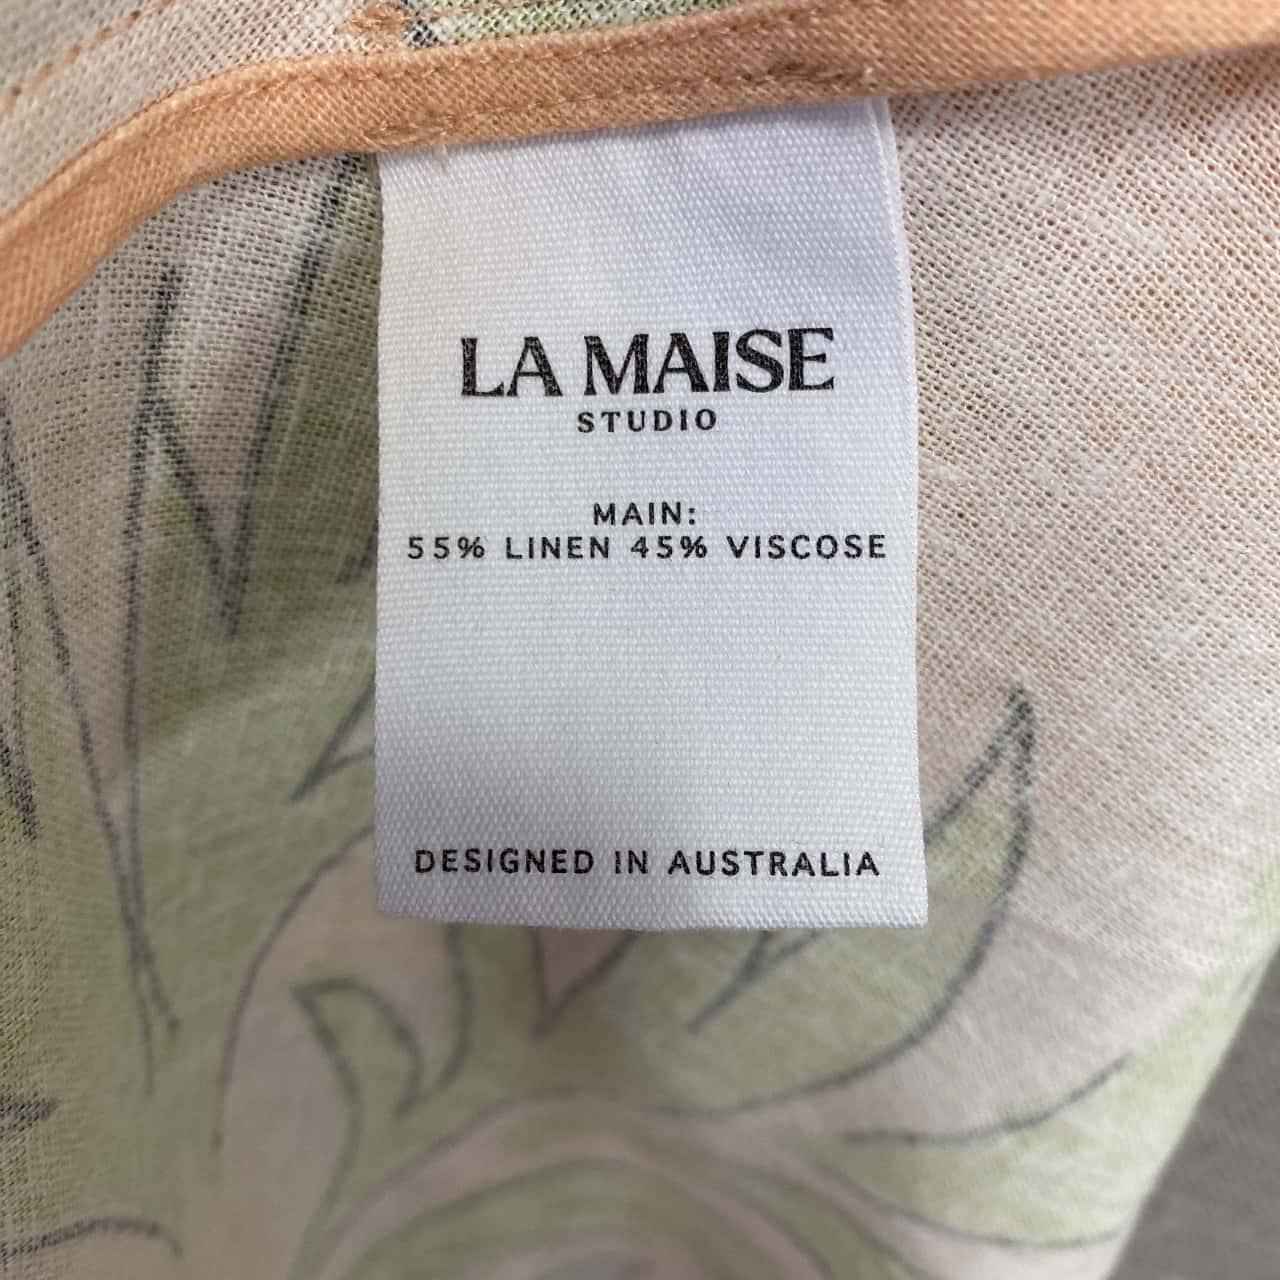 LA MAISE
STUDIO
MAIN:
55% LINEN 45% VISCOSE
DESIGNED IN AUSTRALIA